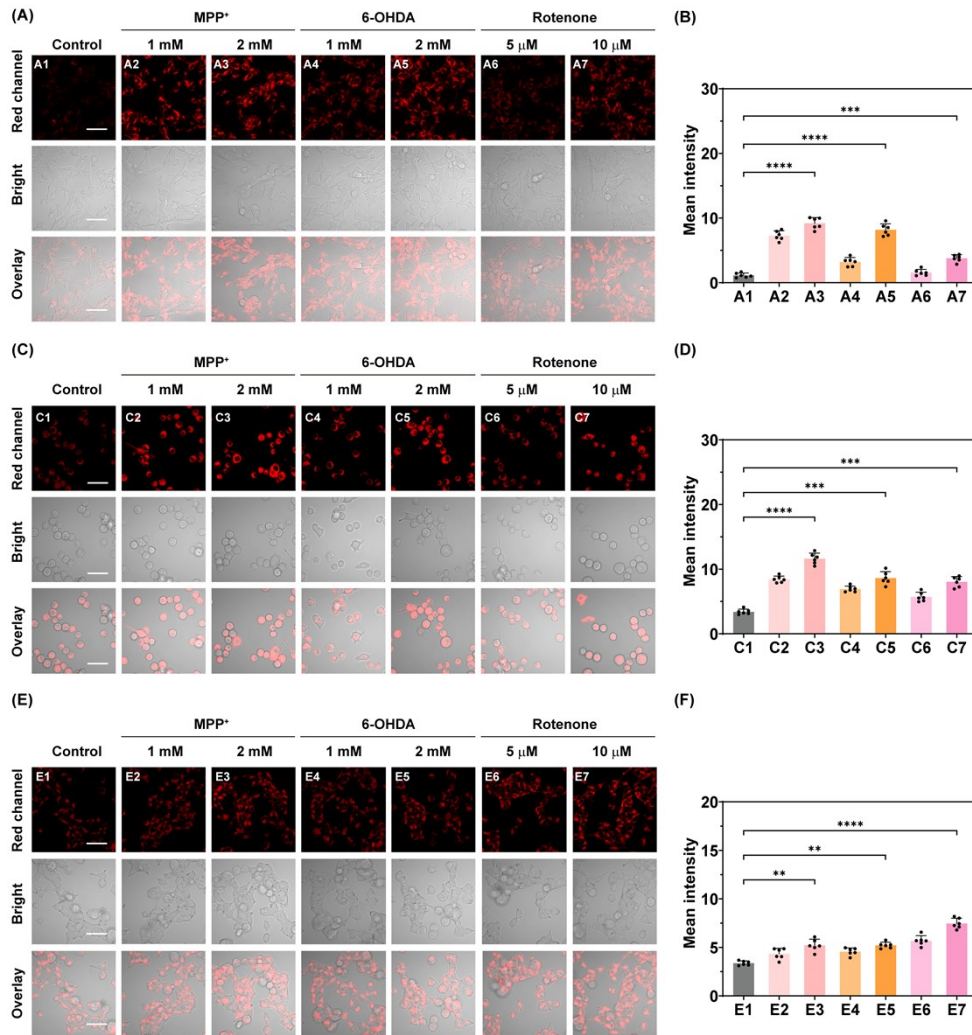 (A)
MPP⁺ 6-OHDA Rotenone
Control 1 mM 2 mM 1 mM 2 mM 5 μM 10 μM
Red channel
A1 A2 A3 A4 A5 A6 A7
Bright
Overlay
(B)
Mean intensity
30
20
10
0
***
****
****
A1 A2 A3 A4 A5 A6 A7
(C)
MPP⁺ 6-OHDA Rotenone
Control 1 mM 2 mM 1 mM 2 mM 5 μM 10 μM
Red channel
C1 C2 C3 C4 C5 C6 C7
Bright
Overlay
(D)
Mean intensity
30
20
10
0
***
***
****
C1 C2 C3 C4 C5 C6 C7
(E)
MPP⁺ 6-OHDA Rotenone
Control 1 mM 2 mM 1 mM 2 mM 5 μM 10 μM
Red channel
E1 E2 E3 E4 E5 E6 E7
Bright
Overlay
(F)
Mean intensity
20
15
10
5
0
****
**
**
E1 E2 E3 E4 E5 E6 E7